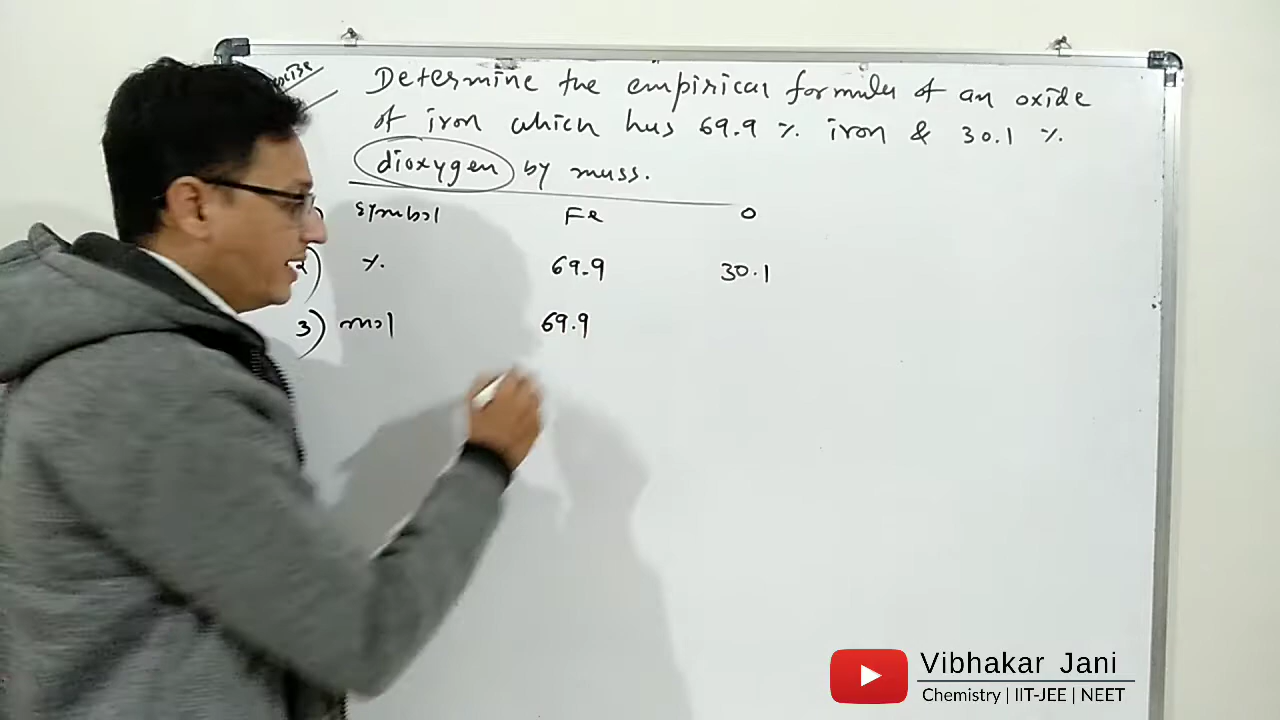 Determine the empirical formula of an oxide
of iron which has 69.9 % iron & 30.1 %
dioxygen by mass.
symbol Fe O
2) % 69.9 30.1
3) mol 69.9
Vibhakar Jani
Chemistry | IIT-JEE | NEET